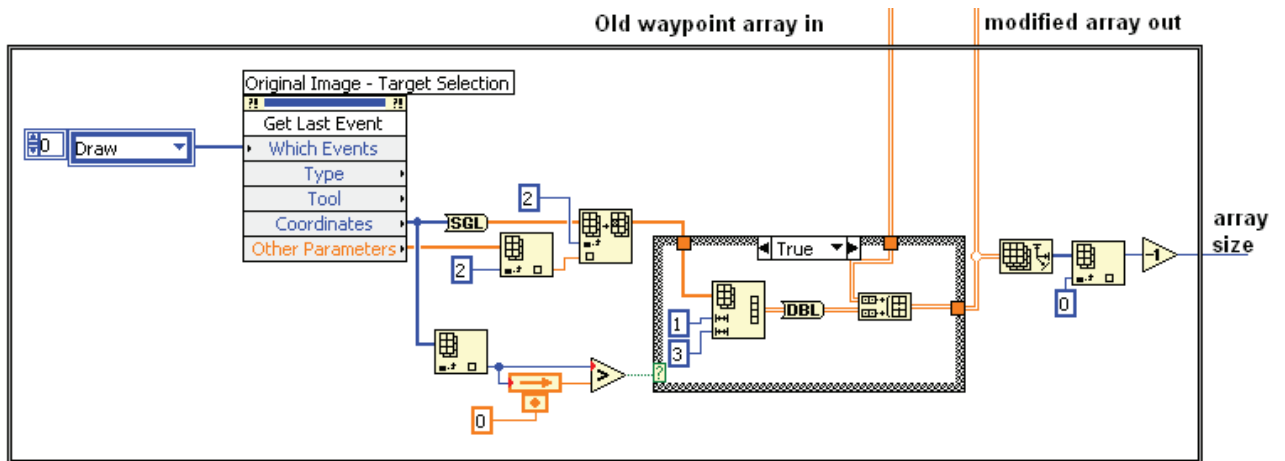 Old waypoint array in
modified array out
Original Image - Target Selection
?! ?!
Get Last Event
0
Draw
Which Events
Type
Tool
Coordinates
Other Parameters
SGL
2
2
True
array
size
1
DBL
3
-1
0
>
?
0